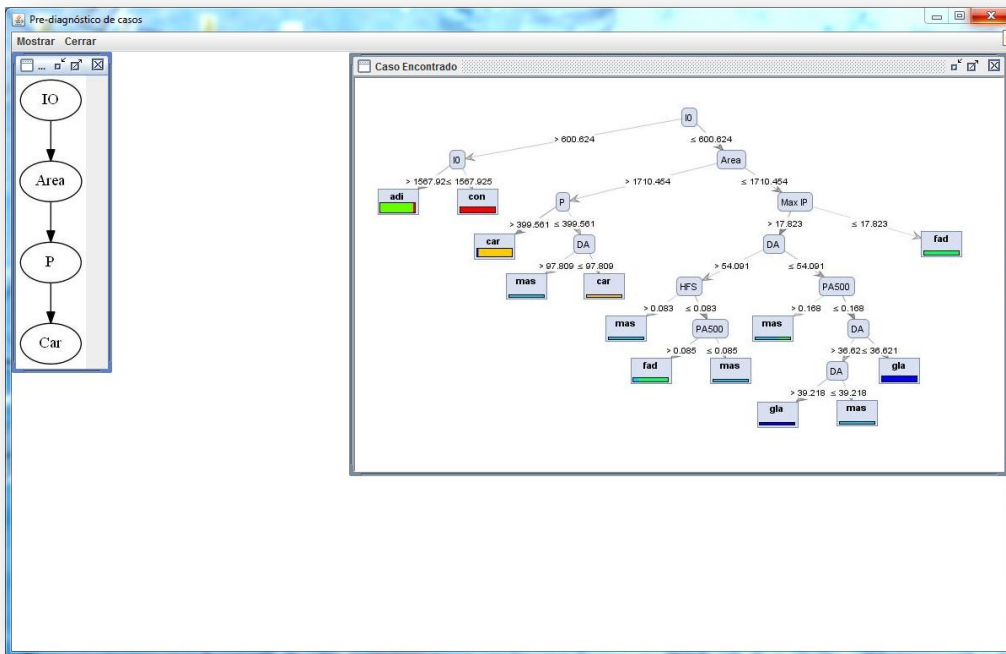 Pre-diagnóstico de casos
Mostrar Cerrar
...
IO
Area
P
Car
Caso Encontrado
I0
> 600.624 ≤ 600.624
I0 Area
> 1567.92 ≤ 1567.925 > 1710.454 ≤ 1710.454
adi con P Max IP
> 399.561 ≤ 399.561 > 17.823 ≤ 17.823
car DA DA fad
> 97.809 ≤ 97.809 > 54.091 ≤ 54.091
mas car HFS PA500
> 0.083 ≤ 0.083 > 0.168 ≤ 0.168
mas PA500 mas DA
> 0.085 ≤ 0.085 > 36.62 ≤ 36.621
fad mas DA gla
> 39.218 ≤ 39.218
gla mas